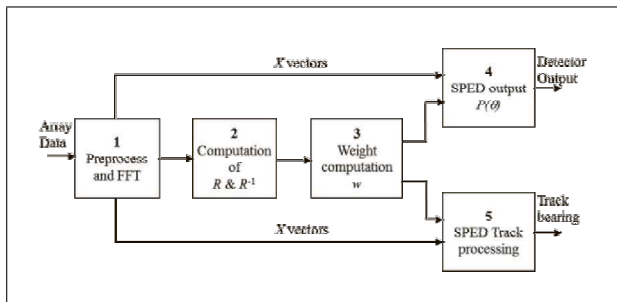 X vectors
4
SPED output
P(θ)
Detector
Output
Array
Data
1
Preprocess
and FFT
2
Computation
of
R & R⁻¹
3
Weight
computation
w
5
SPED Track
processing
Track
bearing
X vectors